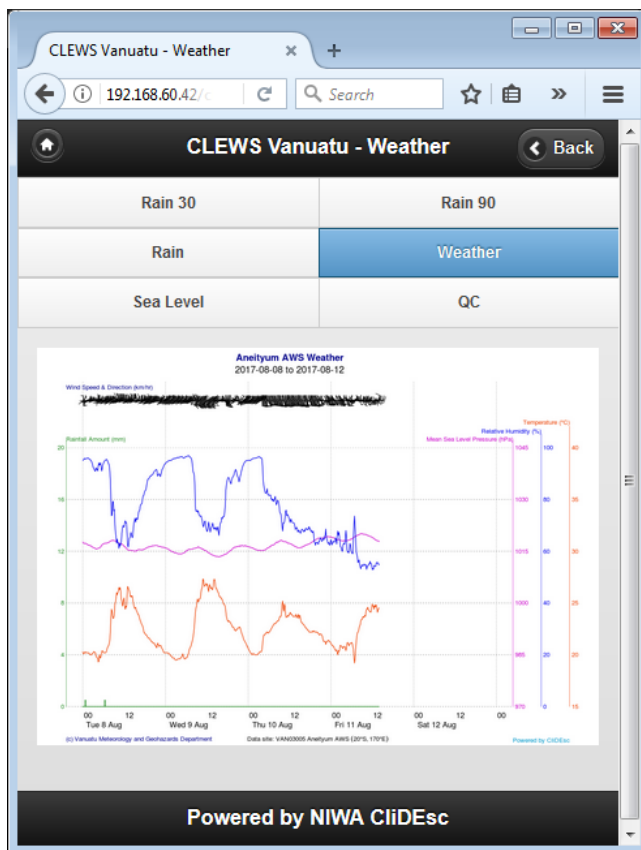 CLEWS Vanuatu - Weather
192.168.60.42/
Search
CLEWS Vanuatu - Weather
Back
Rain 30 Rain 90
Rain Weather
Sea Level QC
Aneityum AWS Weather
2017-08-08 to 2017-08-12
Wind Speed & Direction (km/hr)
Temperature (°C)
Relative Humidity (%)
Rainfall Amount (mm) Mean Sea Level Pressure (hPa)
20 1045 100 40
16 1030 80 35
12 1015 60 30
8 1000 40 25
4 985 20 20
0 970 0 15
00 12 00 12 00 12 00 12 00 12 00
Tue 8 Aug Wed 9 Aug Thu 10 Aug Fri 11 Aug Sat 12 Aug
(c) Vanuatu Meteorology and Geohazards Department Data site: VAN03005 Aneityum AWS (20°S, 170°E) Powered by CliDEsc
Powered by NIWA CliDEsc